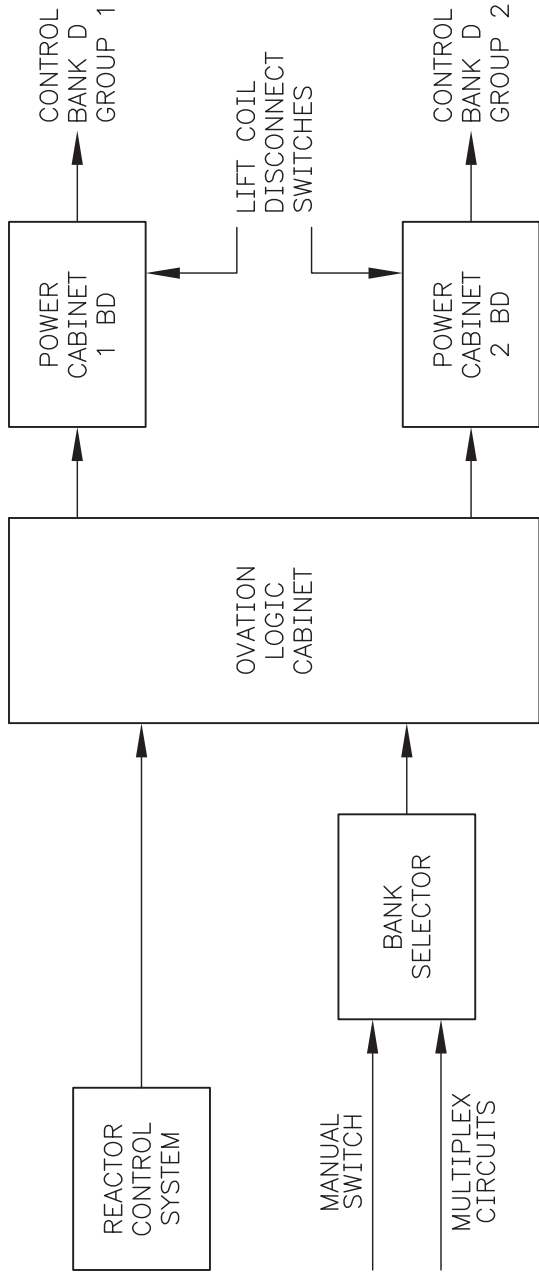 REACTOR
CONTROL
SYSTEM
MANUAL
SWITCH
MULTIPLEX
CIRCUITS
BANK
SELECTOR
OVATION
LOGIC
CABINET
POWER
CABINET
1 BD
POWER
CABINET
2 BD
LIFT COIL
DISCONNECT
SWITCHES
CONTROL
BANK D
GROUP 1
CONTROL
BANK D
GROUP 2